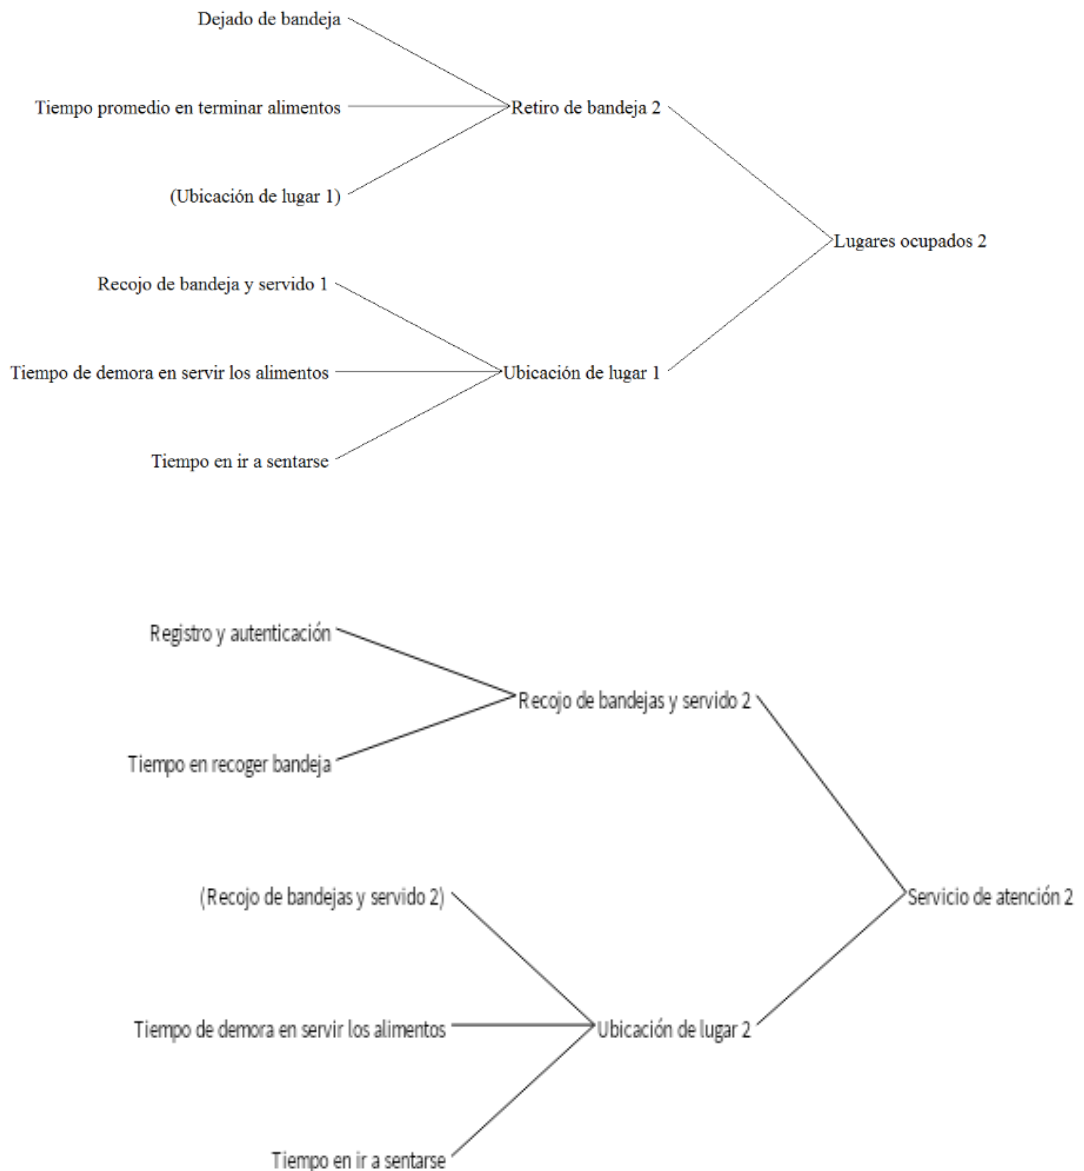 Dejado de bandeja
Tiempo promedio en terminar alimentos
Retiro de bandeja 2
(Ubicación de lugar 1)
Lugares ocupados 2
Recojo de bandeja y servido 1
Tiempo de demora en servir los alimentos
Ubicación de lugar 1
Tiempo en ir a sentarse
Registro y autenticación
Recojo de bandejas y servido 2
Tiempo en recoger bandeja
(Recojo de bandejas y servido 2)
Servicio de atención 2
Tiempo de demora en servir los alimentos
Ubicación de lugar 2
Tiempo en ir a sentarse